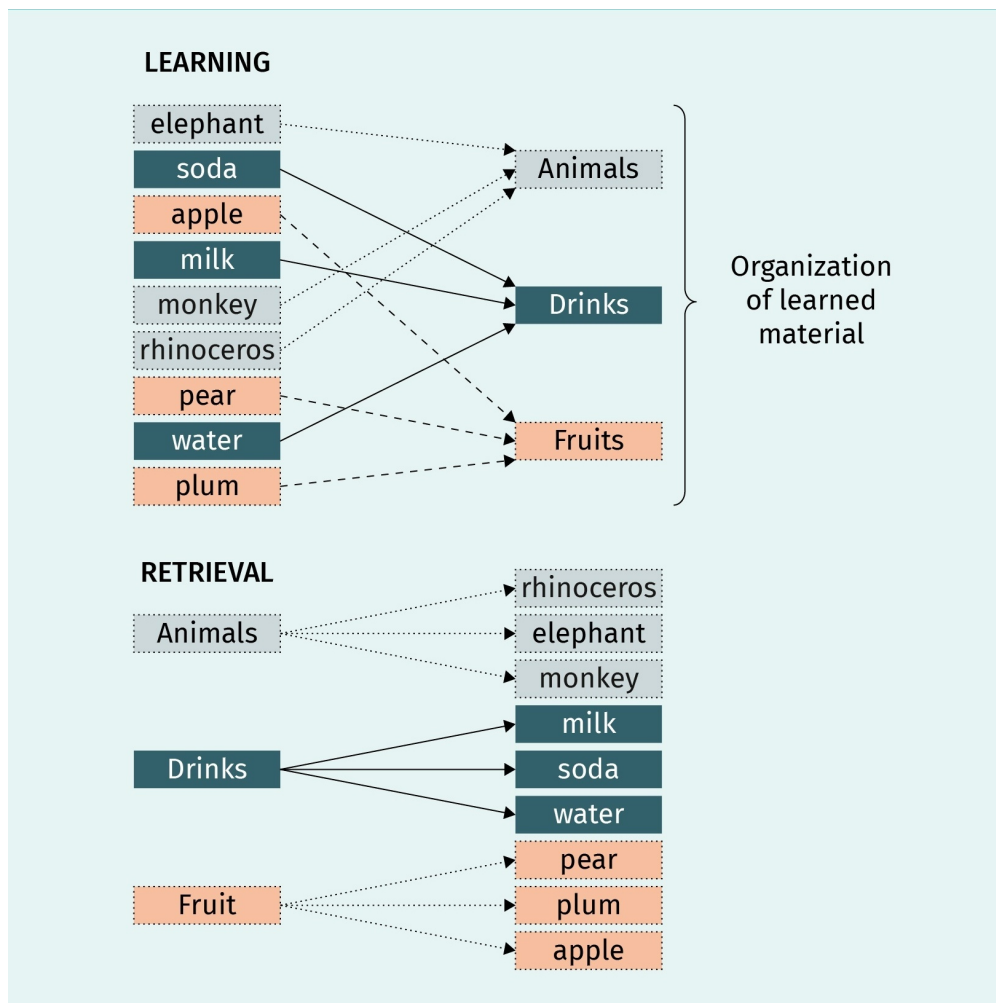 LEARNING
elephant
soda
apple
milk
monkey
rhinoceros
pear
water
plum
Animals
Drinks
Fruits
Organization
of learned
material
RETRIEVAL
Animals
Drinks
Fruit
rhinoceros
elephant
monkey
milk
soda
water
pear
plum
apple